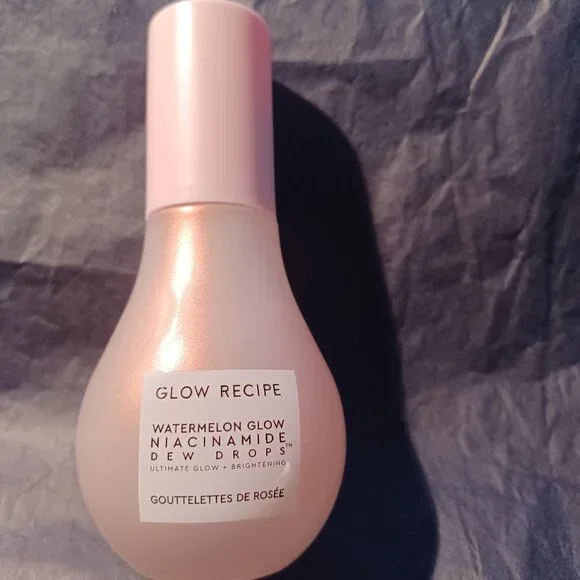 GLOW RECIPE
WATERMELON GLOW
NIACINAMIDE
DEW DROPS™
ULTIMATE GLOW + BRIGHTENING
GOUTTELETTES DE ROSÉE